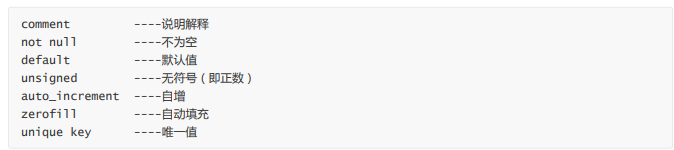 comment         ----说明解释
not null        ----不为空
default         ----默认值
unsigned        ----无符号（即正数）
auto_increment  ----自增
zerofill        ----自动填充
unique key      ----唯一值